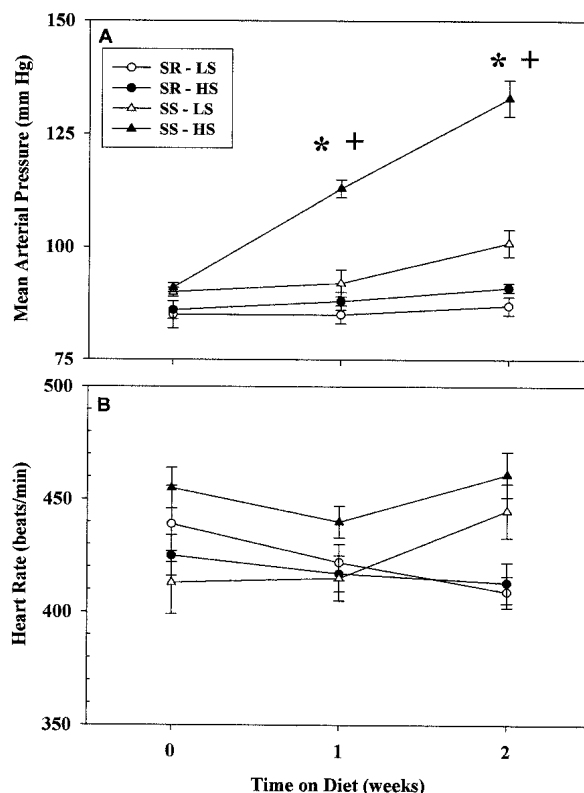 A
SR - LS
SR - HS
SS - LS
SS - HS
* +
* +
150
125
100
75
Mean Arterial Pressure (mm Hg)
B
500
450
400
350
Heart Rate (beats/min)
0 1 2
Time on Diet (weeks)